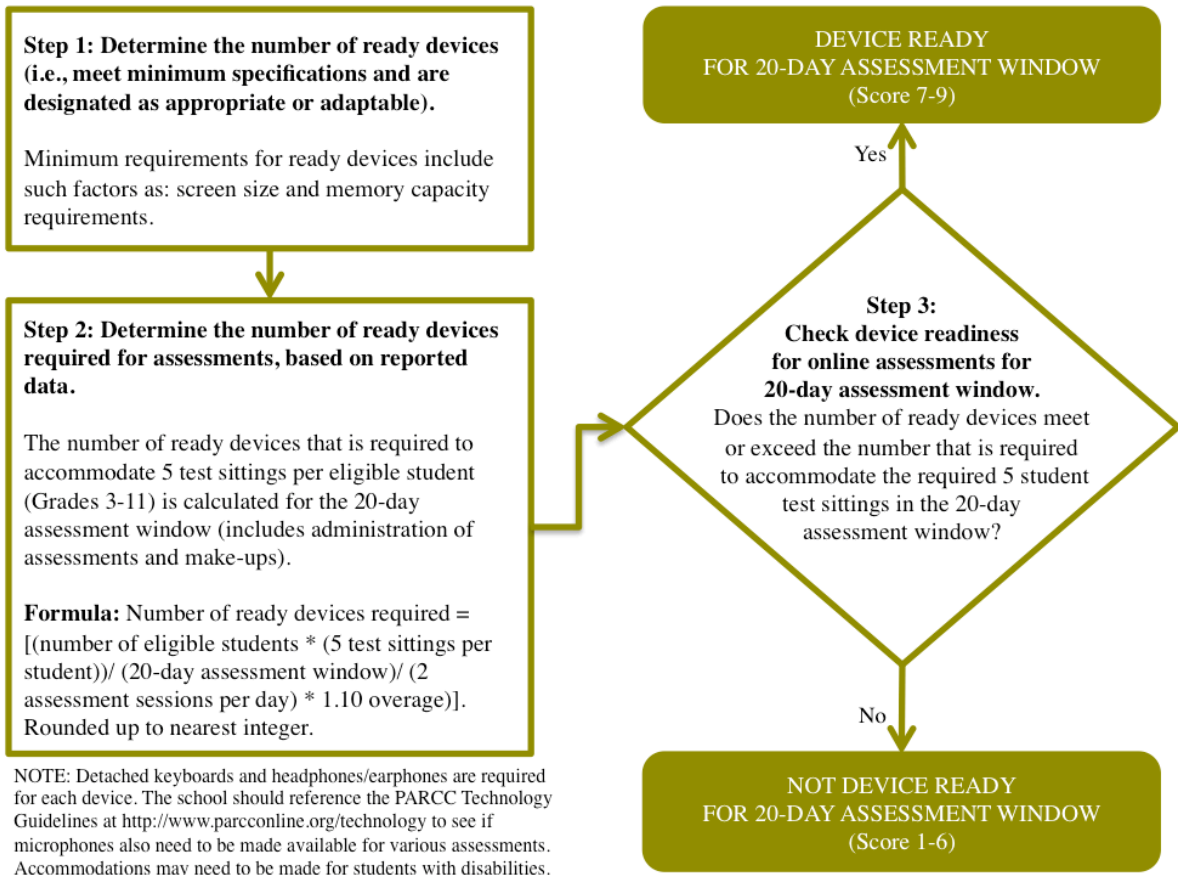 Step 1: Determine the number of ready devices
(i.e., meet minimum specifications and are
designated as appropriate or adaptable).
Minimum requirements for ready devices include
such factors as: screen size and memory capacity
requirements.
Step 2: Determine the number of ready devices
required for assessments, based on reported
data.
The number of ready devices that is required to
accommodate 5 test sittings per eligible student
(Grades 3-11) is calculated for the 20-day
assessment window (includes administration of
assessments and make-ups).
Formula: Number of ready devices required =
[(number of eligible students * (5 test sittings per
student))/ (20-day assessment window)/ (2
assessment sessions per day) * 1.10 overage)].
Rounded up to nearest integer.
NOTE: Detached keyboards and headphones/earphones are required
for each device. The school should reference the PARCC Technology
Guidelines at http://www.parcconline.org/technology to see if
microphones also need to be made available for various assessments.
Accommodations may need to be made for students with disabilities.
DEVICE READY
FOR 20-DAY ASSESSMENT WINDOW
(Score 7-9)
Yes
Step 3:
Check device readiness
for online assessments for
20-day assessment window.
Does the number of ready devices meet
or exceed the number that is required
to accommodate the required 5 student
test sittings in the 20-day
assessment window?
No
NOT DEVICE READY
FOR 20-DAY ASSESSMENT WINDOW
(Score 1-6)